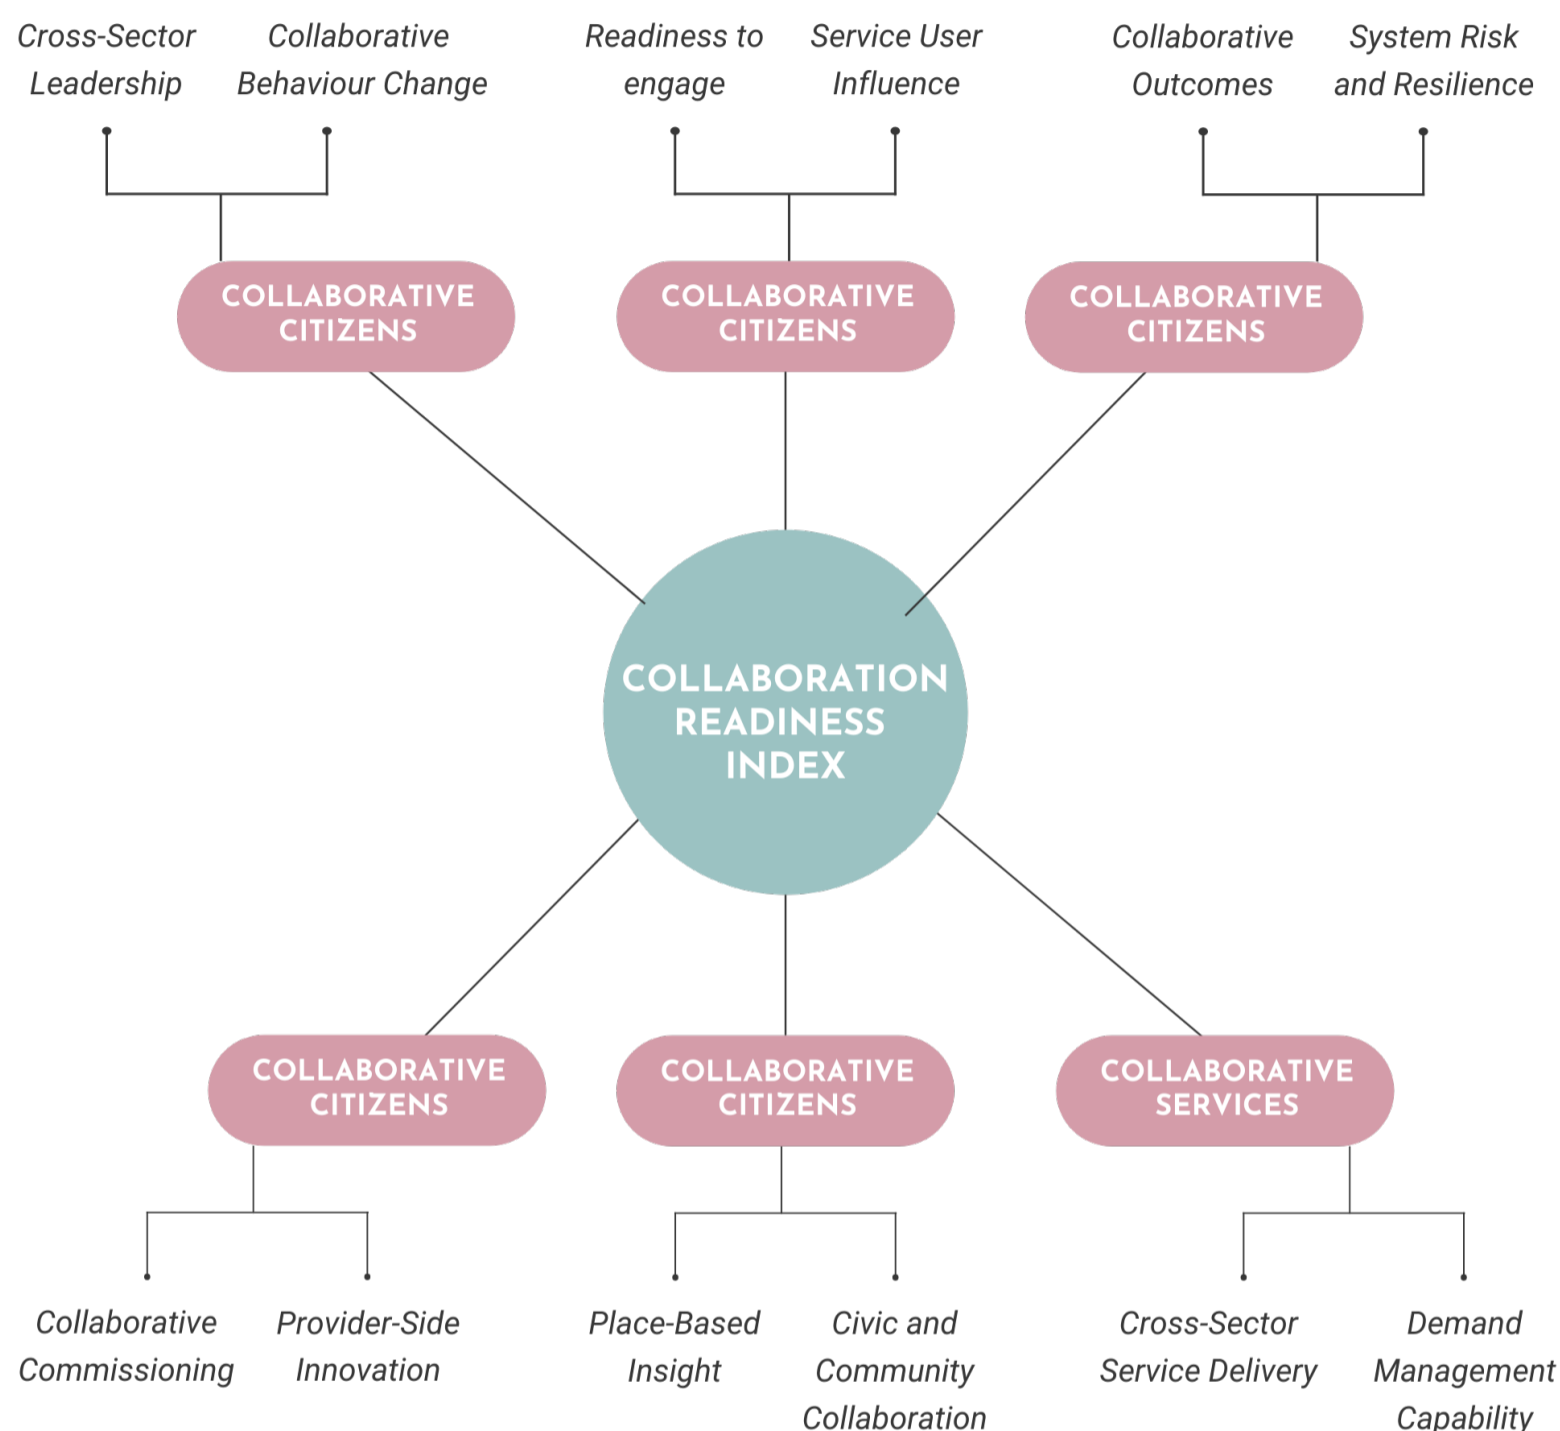 Cross-Sector
Leadership
Collaborative
Behaviour Change
Readiness to
engage
Service User
Influence
Collaborative
Outcomes
System Risk
and Resilience
COLLABORATIVE
CITIZENS
COLLABORATIVE
CITIZENS
COLLABORATIVE
CITIZENS
COLLABORATION
READINESS
INDEX
COLLABORATIVE
CITIZENS
COLLABORATIVE
CITIZENS
COLLABORATIVE
SERVICES
Collaborative
Commissioning
Provider-Side
Innovation
Place-Based
Insight
Civic and
Community
Collaboration
Cross-Sector
Service Delivery
Demand
Management
Capability